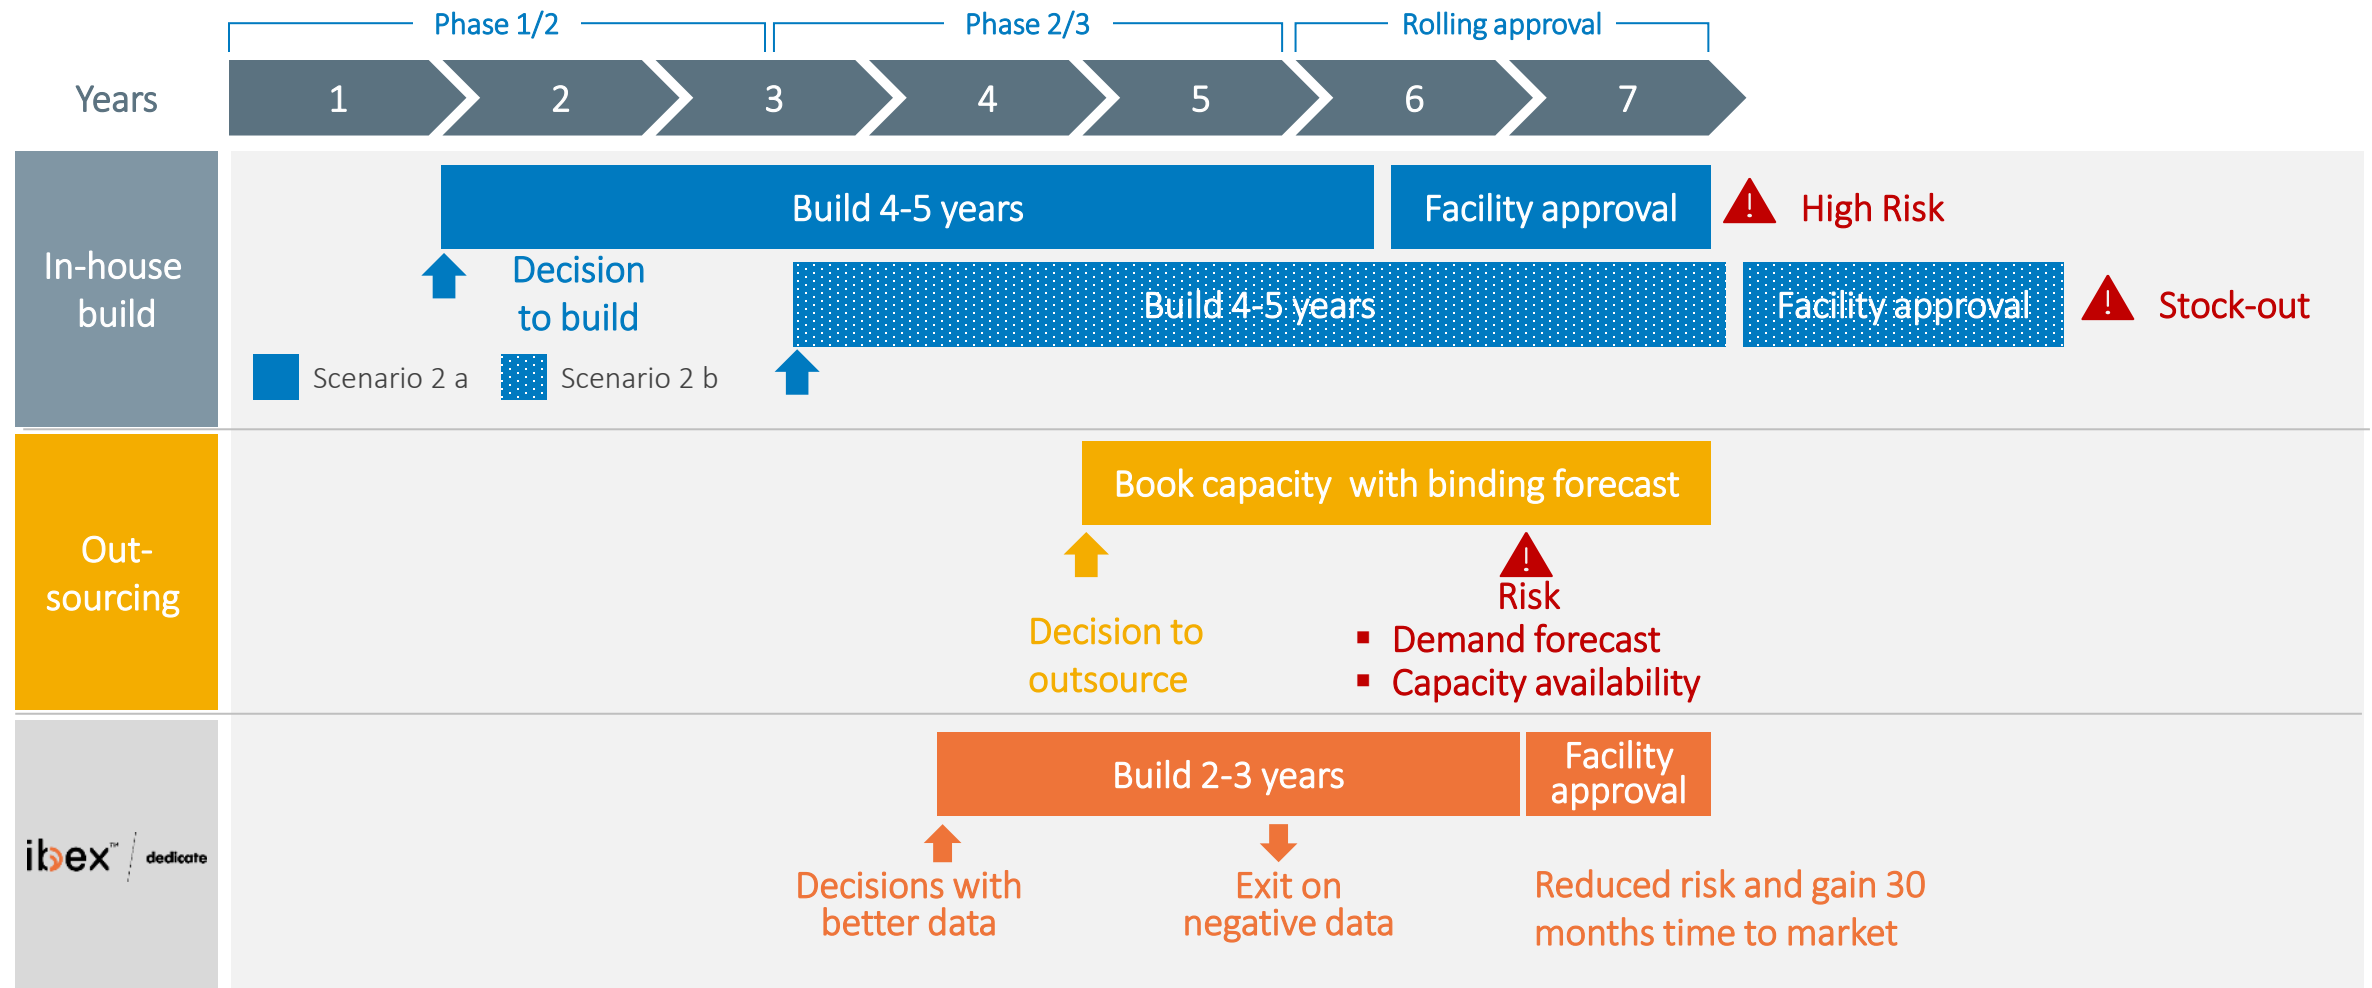 Phase 1/2
Phase 2/3
Rolling approval
Years
1
2
3
4
5
6
7
In-house
build
Build 4-5 years
Facility approval
High Risk
Decision
to build
Build 4-5 years
Facility approval
Stock-out
Scenario 2 a
Scenario 2 b
Out-
sourcing
Book capacity with binding forecast
Decision to
outsource
Risk
▪ Demand forecast
▪ Capacity availability
ibex™ / dedicate
Build 2-3 years
Facility
approval
Decisions with
better data
Exit on
negative data
Reduced risk and gain 30
months time to market